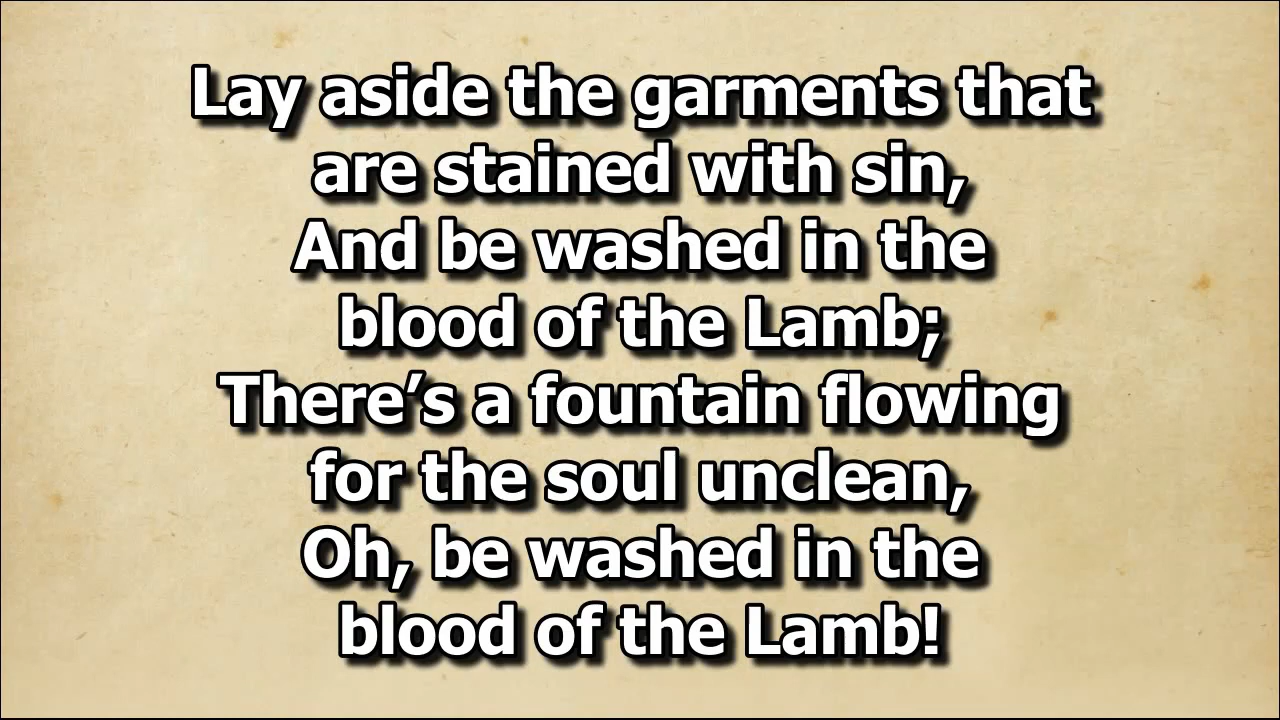 Lay aside the garments that
are stained with sin,
And be washed in the
blood of the Lamb;
There’s a fountain flowing
for the soul unclean,
Oh, be washed in the
blood of the Lamb!